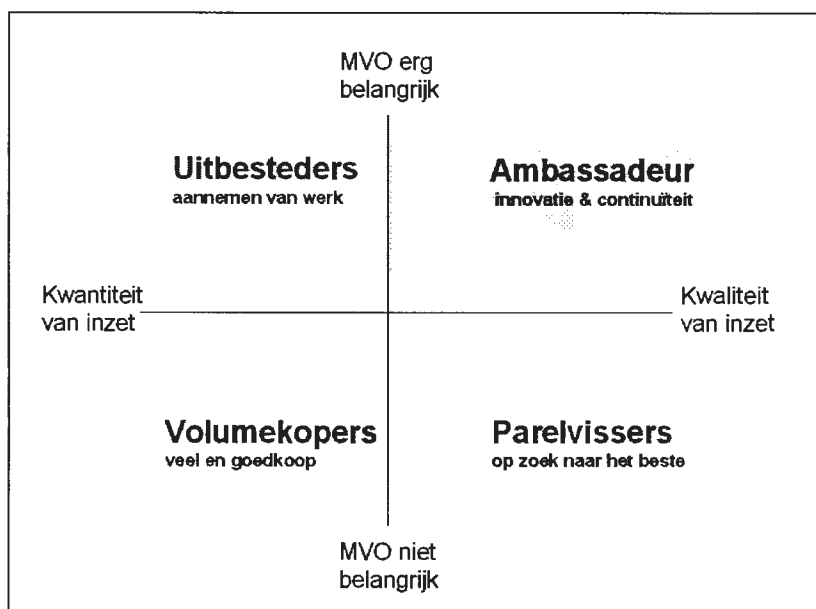 MVO erg
belangrijk
Uitbesteders
aannemen van werk
Ambassadeur
innovatie & continuïteit
Kwantiteit
van inzet
Kwaliteit
van inzet
Volumekopers
veel en goedkoop
Parelvissers
op zoek naar het beste
MVO niet
belangrijk